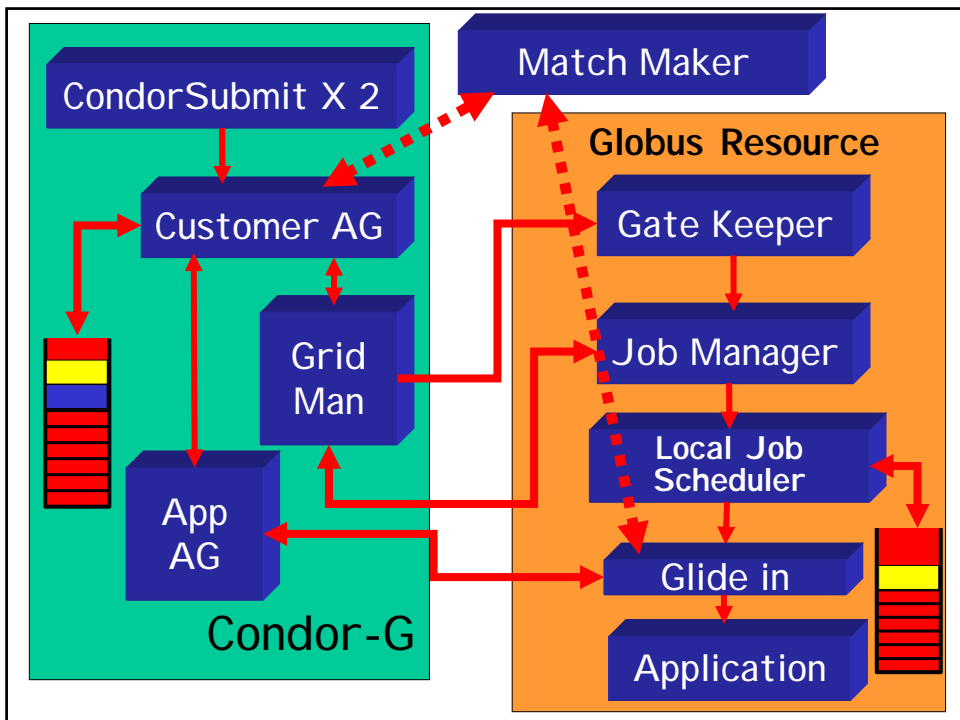 CondorSubmit X 2
Match Maker
Globus Resource
Customer AG
Gate Keeper
Grid
Man
Job Manager
Local Job
Scheduler
App
AG
Glide in
Condor-G
Application